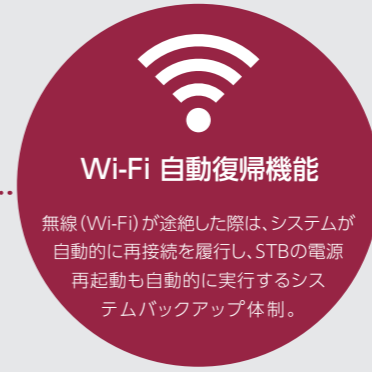 Wi-Fi 自動復帰機能
無線(Wi-Fi)が途絶した際は、システムが
自動的に再接続を履行し、STBの電源
再起動も自動的に実行するシス
テムバックアップ体制。